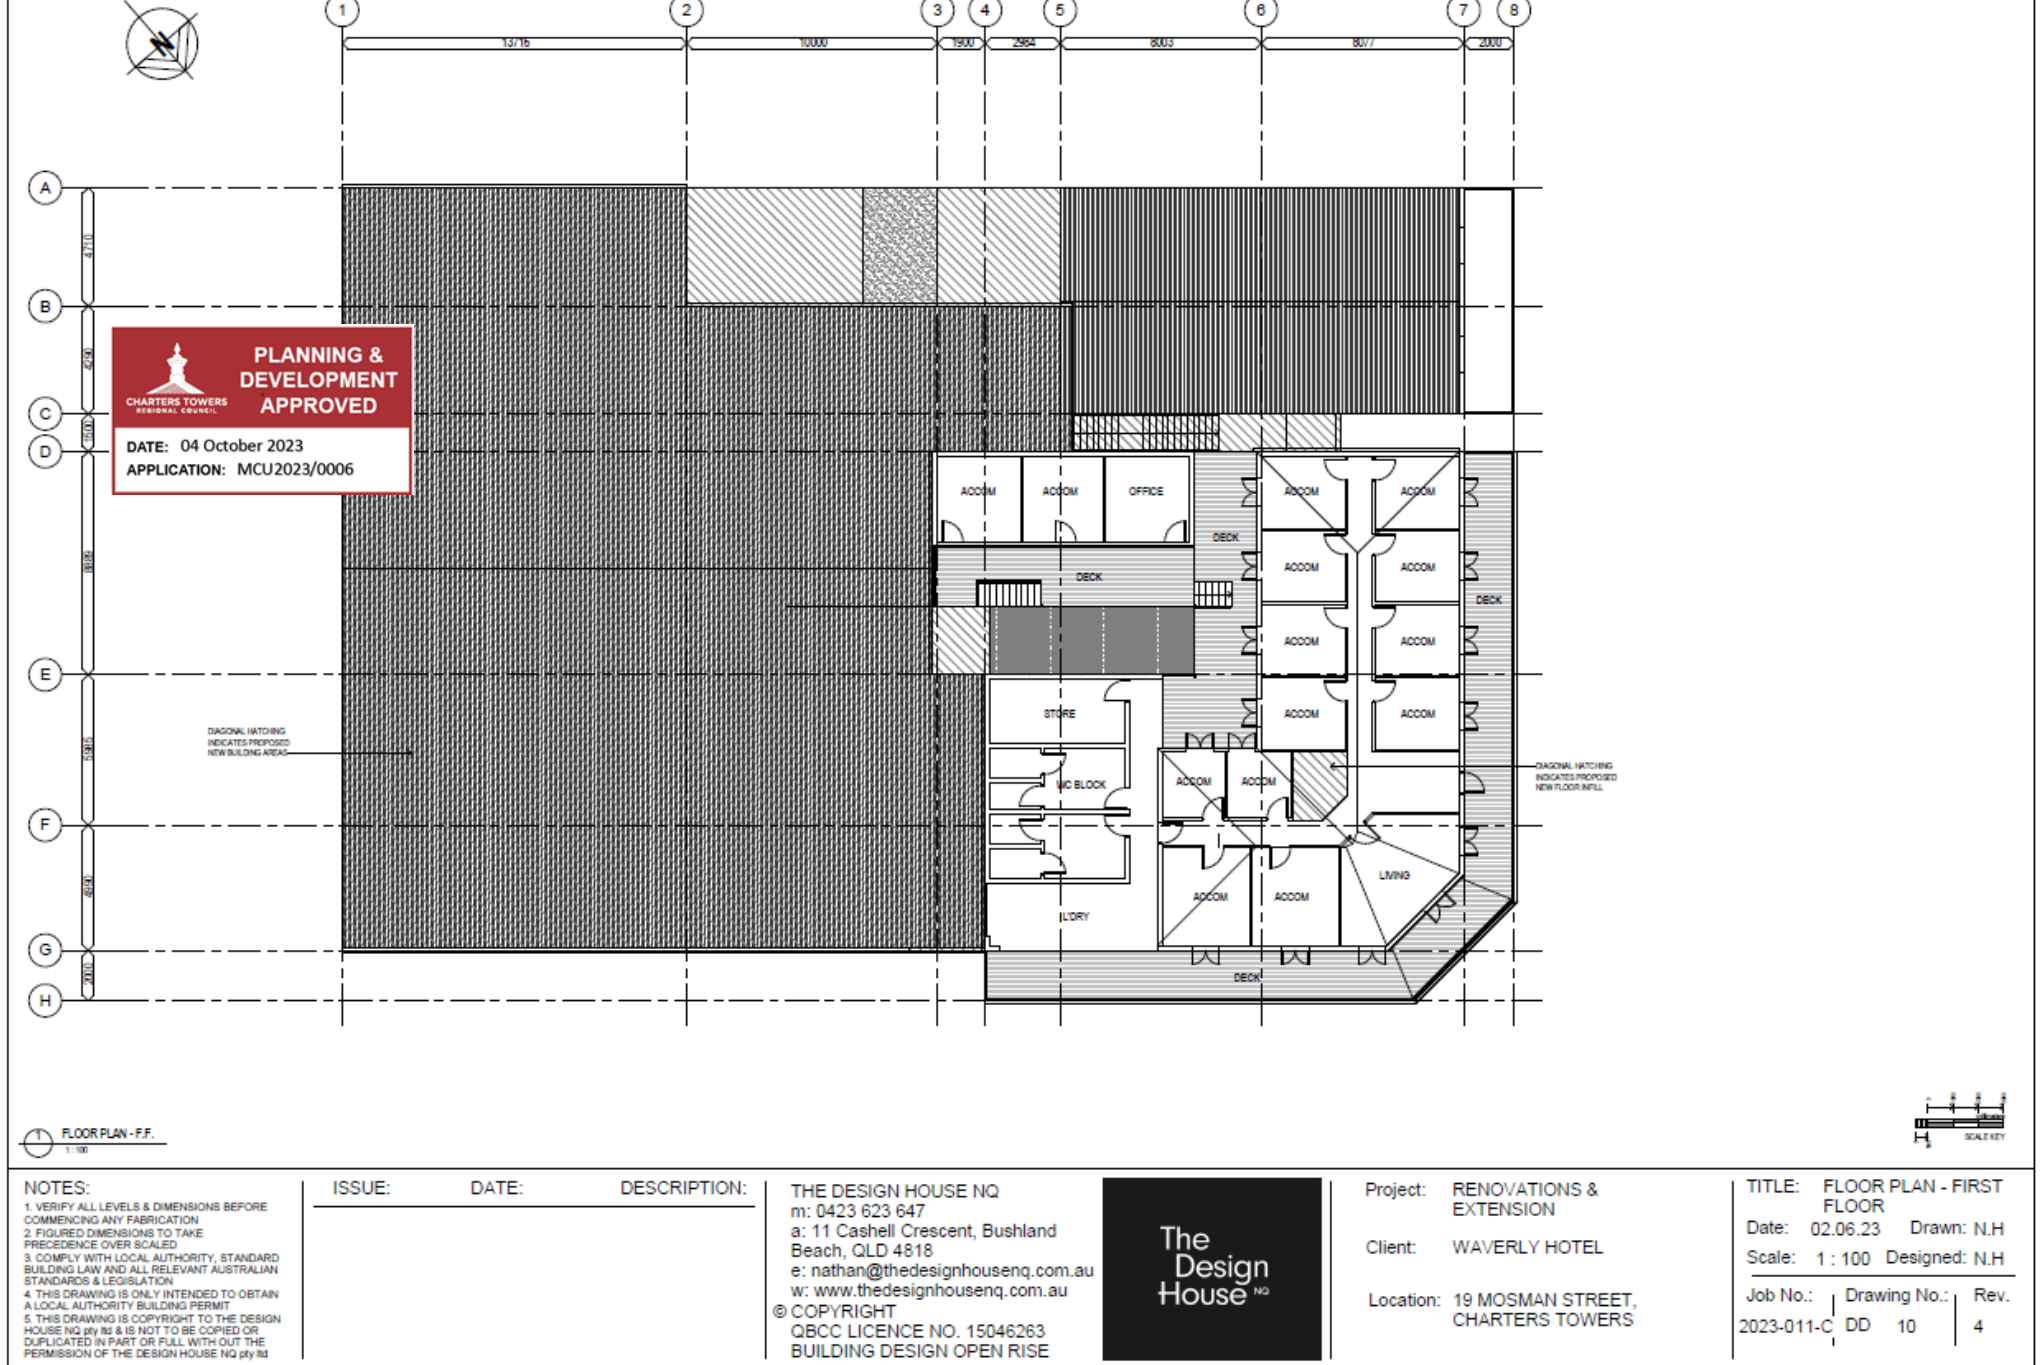 N
1
2
3
4
5
6
7
8
13716
10000
1900
2984
8003
8077
2000
A
B
C
D
E
F
G
H
4710
4290
1500
8889
5985
4990
2000
CHARTERS TOWERS
REGIONAL COUNCIL
PLANNING &
DEVELOPMENT
APPROVED
DATE: 04 October 2023
APPLICATION: MCU2023/0006
ACCOM
ACCOM
OFFICE
DECK
ACCOM
ACCOM
DECK
ACCOM
ACCOM
DECK
ACCOM
ACCOM
STORE
ACCOM
ACCOM
WC BLOCK
ACCOM
ACCOM
LIVING
ACCOM
ACCOM
L'DRY
DECK
DIAGONAL HATCHING
INDICATES PROPOSED
NEW BUILDING AREAS
DIAGONAL HATCHING
INDICATES PROPOSED
NEW FLOOR INFILL
1
FLOOR PLAN - F.F.
1 : 100
SCALE KEY
NOTES:
1. VERIFY ALL LEVELS & DIMENSIONS BEFORE
COMMENCING ANY FABRICATION
2. FIGURED DIMENSIONS TO TAKE
PRECEDENCE OVER SCALED
3. COMPLY WITH LOCAL AUTHORITY, STANDARD
BUILDING LAW AND ALL RELEVANT AUSTRALIAN
STANDARDS & LEGISLATION
4. THIS DRAWING IS ONLY INTENDED TO OBTAIN
A LOCAL AUTHORITY BUILDING PERMIT
5. THIS DRAWING IS COPYRIGHT TO THE DESIGN
HOUSE NQ pty ltd & IS NOT TO BE COPIED OR
DUPLICATED IN PART OR FULL WITH OUT THE
PERMISSION OF THE DESIGN HOUSE NQ pty ltd
ISSUE: DATE: DESCRIPTION:
THE DESIGN HOUSE NQ
m: 0423 623 647
a: 11 Cashell Crescent, Bushland
Beach, QLD 4818
e: nathan@thedesignhousenq.com.au
w: www.thedesignhousenq.com.au
© COPYRIGHT
QBCC LICENCE NO. 15046263
BUILDING DESIGN OPEN RISE
The
Design
House NQ
Project: RENOVATIONS &
EXTENSION
Client: WAVERLY HOTEL
Location: 19 MOSMAN STREET,
CHARTERS TOWERS
TITLE: FLOOR PLAN - FIRST
FLOOR
Date: 02.06.23 Drawn: N.H
Scale: 1 : 100 Designed: N.H
Job No.: Drawing No.: Rev.
2023-011-C DD 10 4